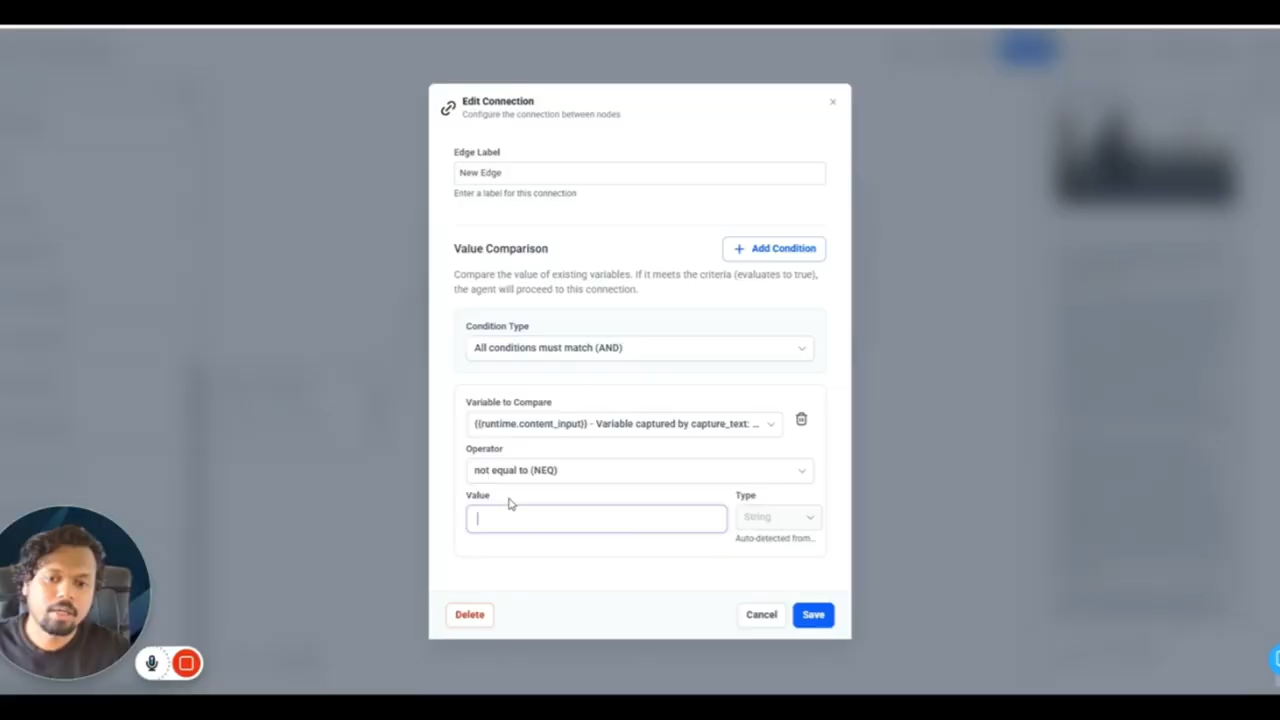 Edit Connection
Configure the connection between nodes
Edge Label
New Edge
Enter a label for this connection
Value Comparison
+ Add Condition
Compare the value of existing variables. If it meets the criteria (evaluates to true),
the agent will proceed to this connection.
Condition Type
All conditions must match (AND)
Variable to Compare
{{runtime.content_input}} - Variable captured by capture_text: ...
Operator
not equal to (NEQ)
Value
Type
String
Auto-detected from...
Delete
Cancel
Save